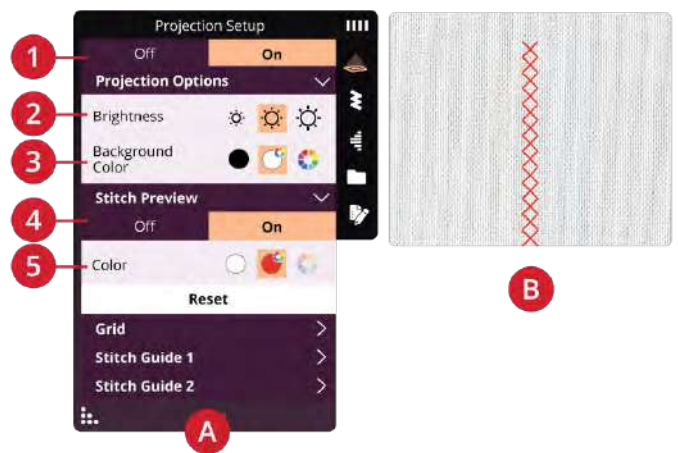 Projection Setup
1
Off On
Projection Options
2
Brightness
3
Background
Color
Stitch Preview
4
Off On
5
Color
Reset
Grid
Stitch Guide 1
Stitch Guide 2
A
B